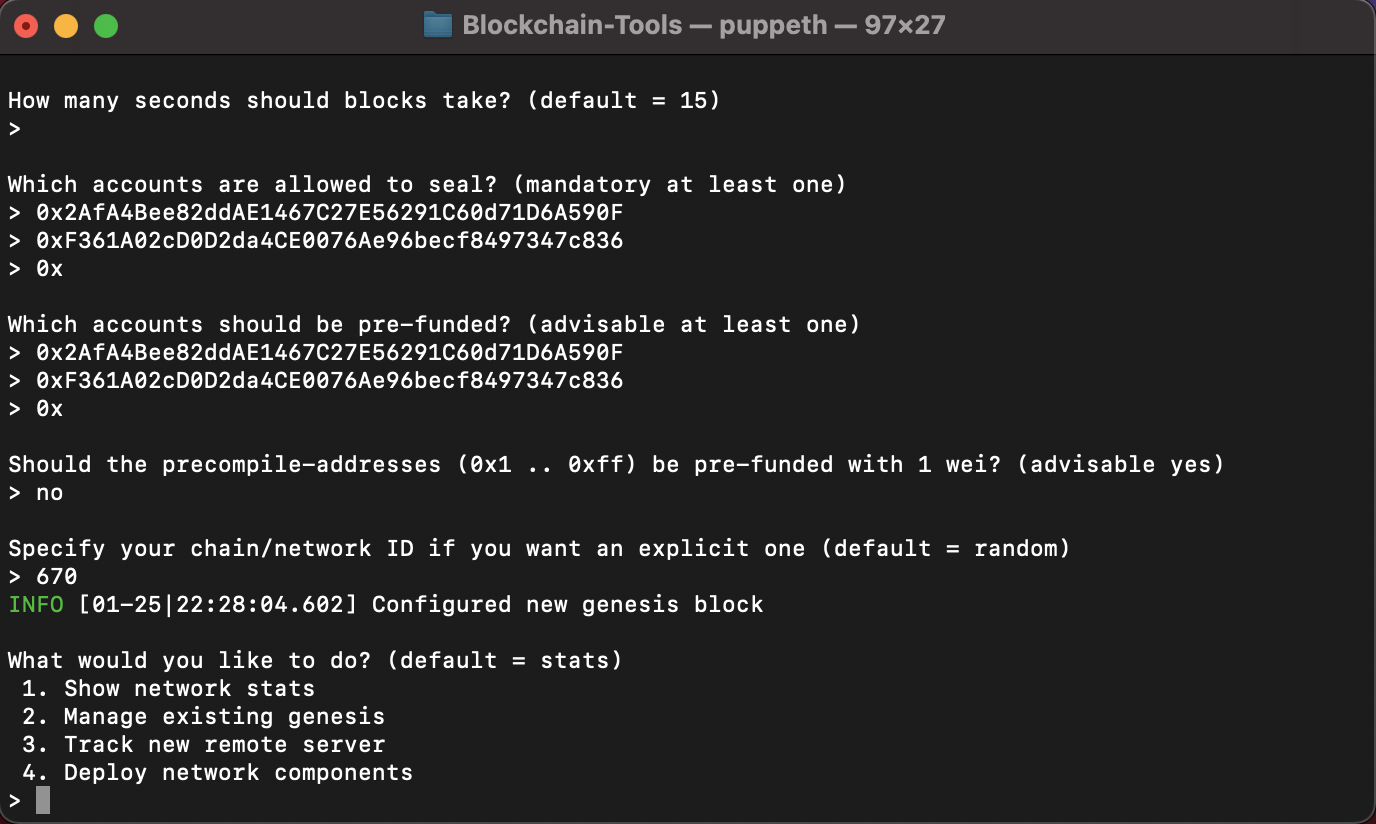 Blockchain-Tools — puppeth — 97×27
How many seconds should blocks take? (default = 15)
>
Which accounts are allowed to seal? (mandatory at least one)
> 0x2AfA4Bee82ddAE1467C27E56291C60d71D6A590F
> 0xF361A02cD0D2da4CE0076Ae96becf8497347c836
> 0x
Which accounts should be pre-funded? (advisable at least one)
> 0x2AfA4Bee82ddAE1467C27E56291C60d71D6A590F
> 0xF361A02cD0D2da4CE0076Ae96becf8497347c836
> 0x
Should the precompile-addresses (0x1 .. 0xff) be pre-funded with 1 wei? (advisable yes)
> no
Specify your chain/network ID if you want an explicit one (default = random)
> 670
INFO [01-25|22:28:04.602] Configured new genesis block
What would you like to do? (default = stats)
1. Show network stats
2. Manage existing genesis
3. Track new remote server
4. Deploy network components
>